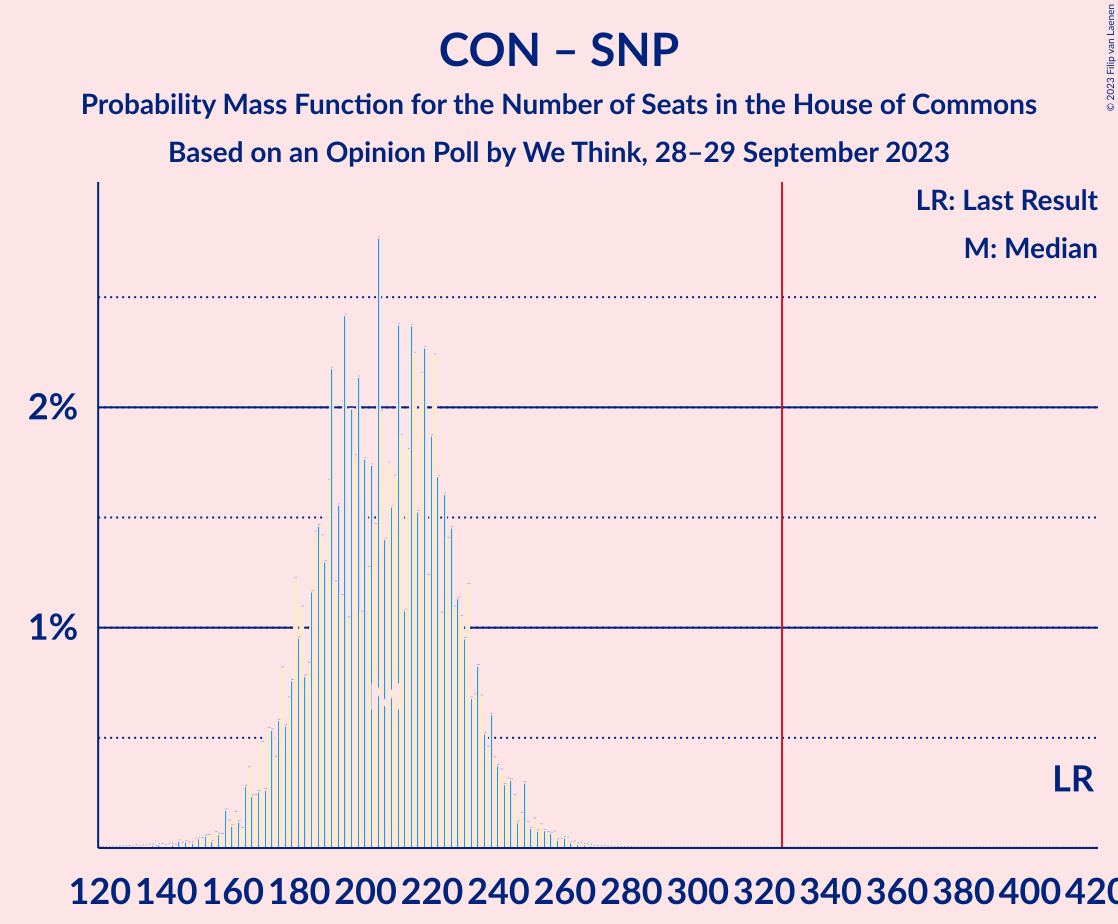 CON – SNP
Probability Mass Function for the Number of Seats in the House of Commons
Based on an Opinion Poll by We Think, 28–29 September 2023
© 2023 Filip van Laenen
LR: Last Result
M: Median
2%
1%
LR
120 140 160 180 200 220 240 260 280 300 320 340 360 380 400 420